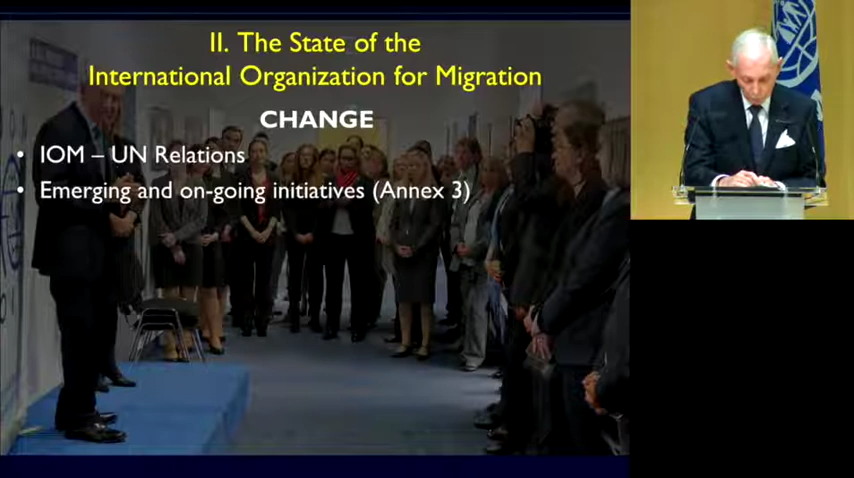 II. The State of the
International Organization for Migration
CHANGE
• IOM – UN Relations
• Emerging and on-going initiatives (Annex 3)